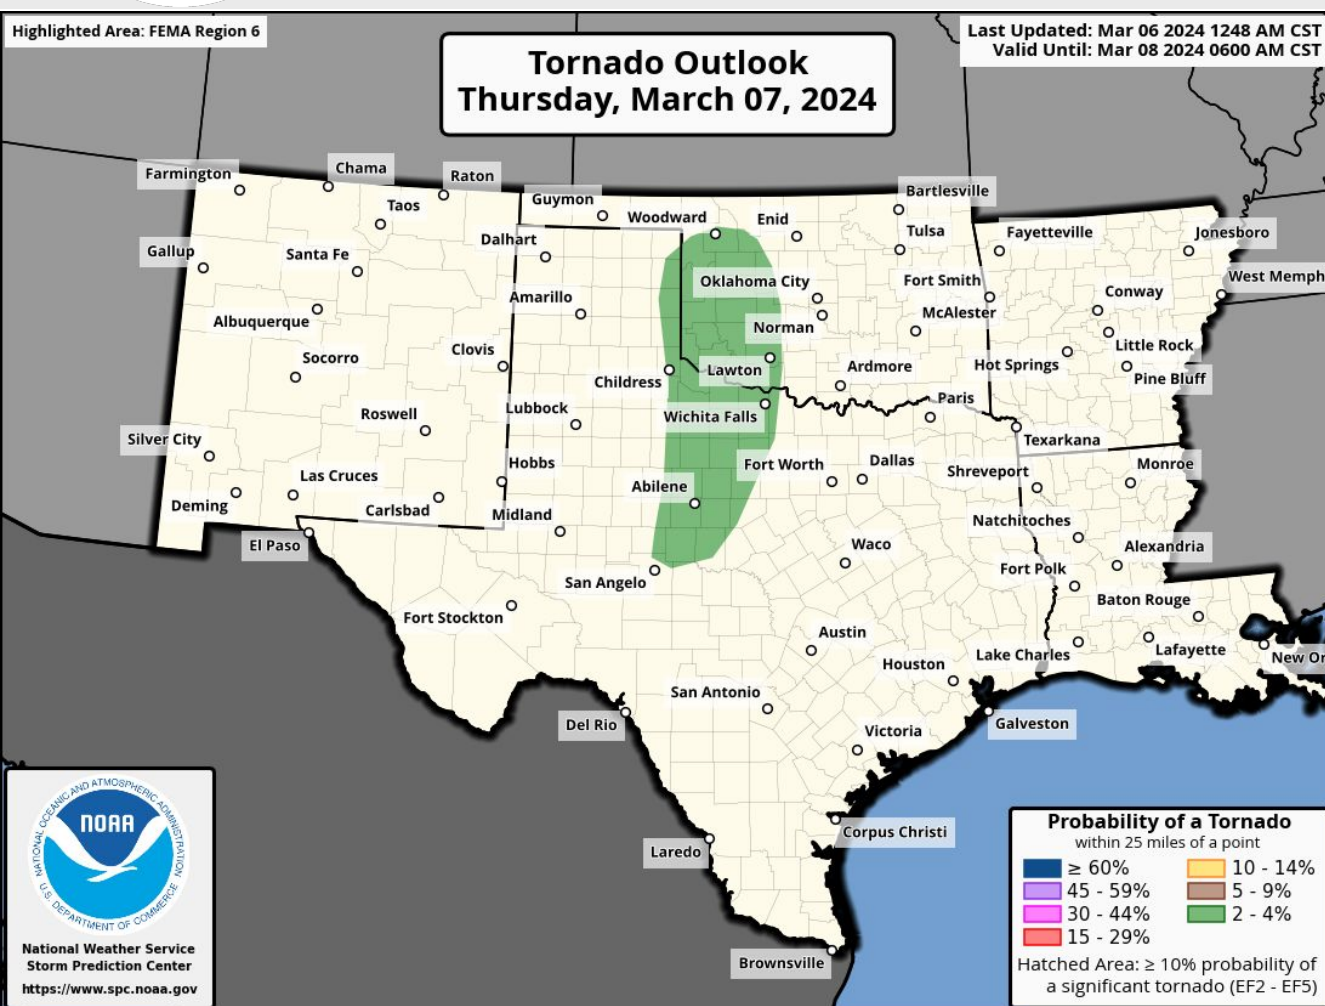 Highlighted Area: FEMA Region 6
Last Updated: Mar 06 2024 1248 AM CST
Valid Until: Mar 08 2024 0600 AM CST
Tornado Outlook
Thursday, March 07, 2024
Farmington
Chama
Raton
Taos
Guymon
Woodward
Enid
Bartlesville
Tulsa
Fayetteville
Jonesboro
Gallup
Santa Fe
Dalhart
Oklahoma City
Fort Smith
West Memph
Albuquerque
Amarillo
Norman
McAlester
Conway
Little Rock
Socorro
Clovis
Childress
Lawton
Ardmore
Hot Springs
Pine Bluff
Roswell
Lubbock
Wichita Falls
Paris
Texarkana
Silver City
Hobbs
Fort Worth
Dallas
Shreveport
Monroe
Las Cruces
Abilene
Deming
Carlsbad
Midland
Natchitoches
El Paso
Waco
Alexandria
San Angelo
Fort Polk
Fort Stockton
Baton Rouge
Austin
Houston
Lake Charles
Lafayette
New Or
San Antonio
Del Rio
Victoria
Galveston
Corpus Christi
Laredo
Brownsville
NATIONAL OCEANIC AND ATMOSPHERIC ADMINISTRATION
NOAA
U.S. DEPARTMENT OF COMMERCE
National Weather Service
Storm Prediction Center
https://www.spc.noaa.gov
Probability of a Tornado
within 25 miles of a point
≥ 60% 10 - 14%
45 - 59% 5 - 9%
30 - 44% 2 - 4%
15 - 29%
Hatched Area: ≥ 10% probability of
a significant tornado (EF2 - EF5)